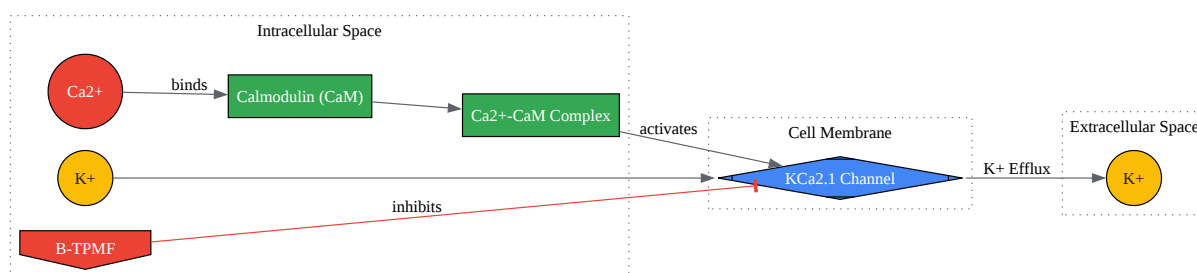 Intracellular Space
Ca2+
binds
Calmodulin (CaM)
Ca2+-CaM Complex
activates
Cell Membrane
Extracellular Space
K+
KCa2.1 Channel
K+ Efflux
K+
inhibits
B-TPMF